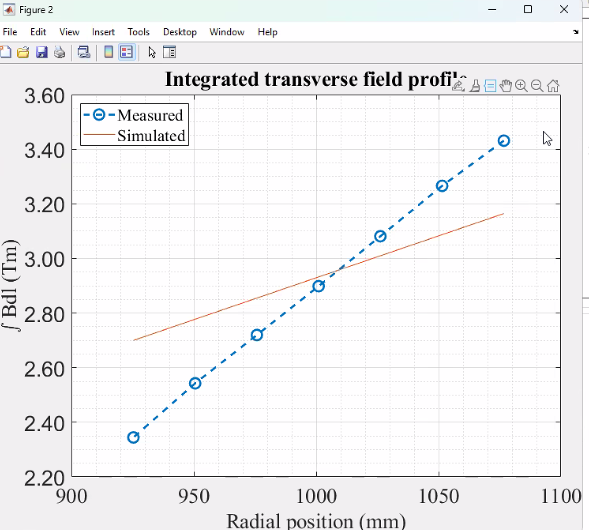 Figure 2
File Edit View Insert Tools Desktop Window Help
Integrated transverse field profile
Measured
Simulated
3.60
3.40
3.20
3.00
2.80
2.60
2.40
2.20
∫ Bdl (Tm)
900 950 1000 1050 1100
Radial position (mm)